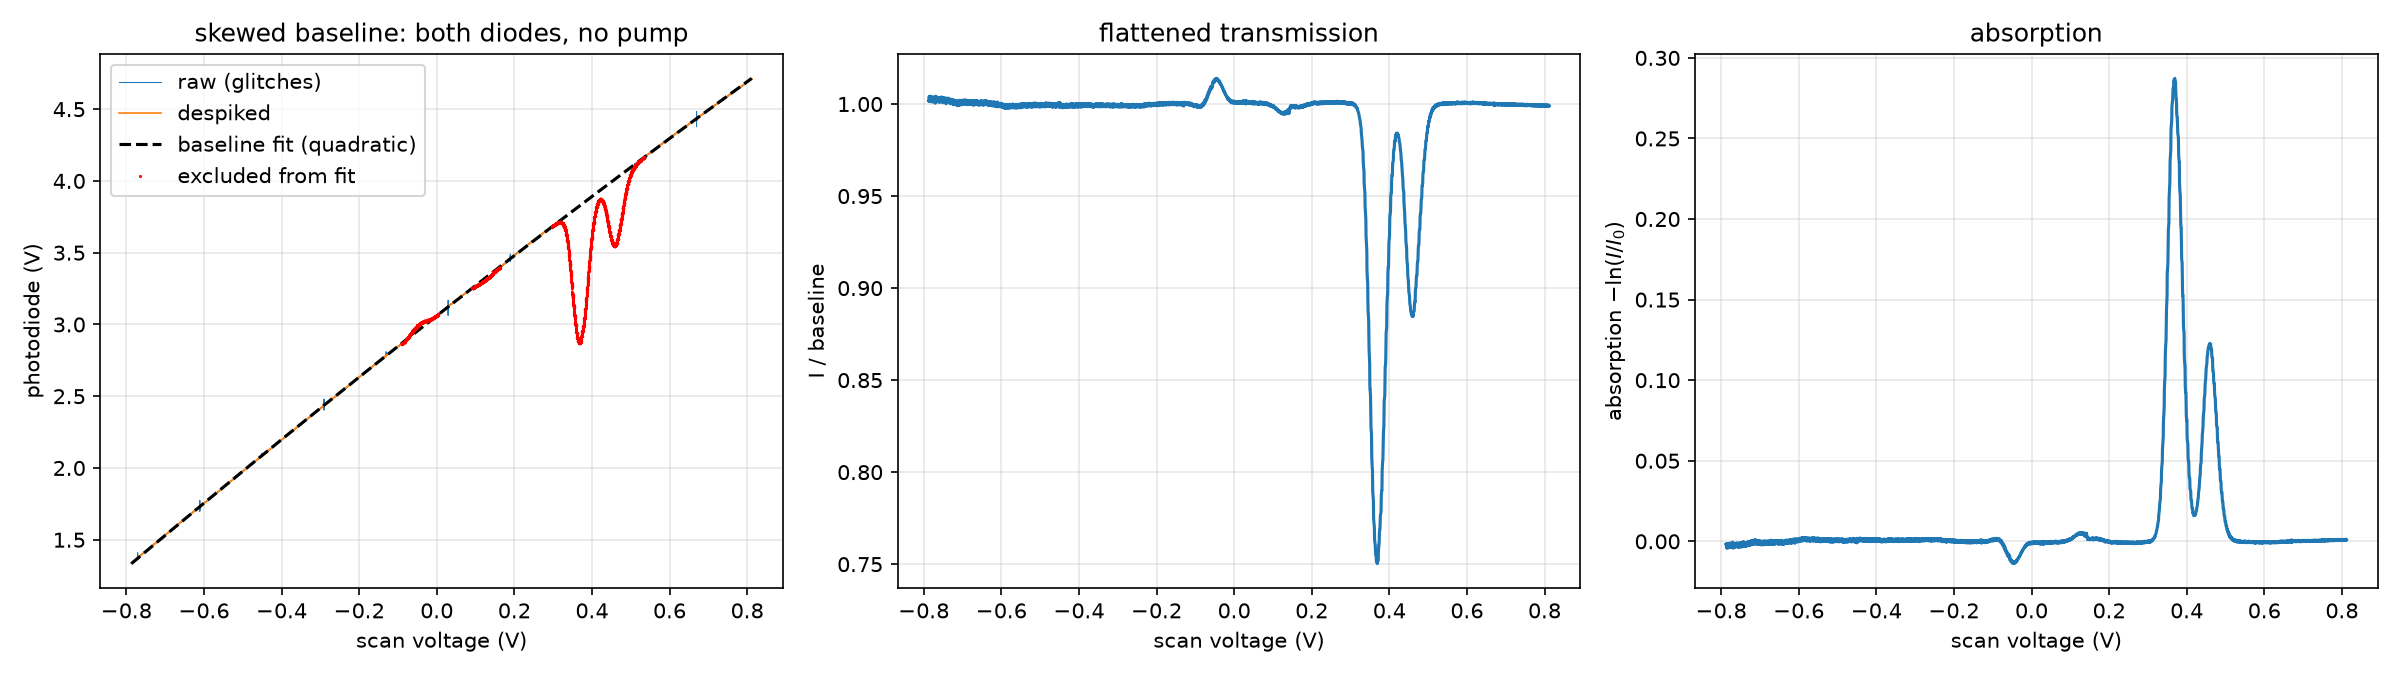 skewed baseline: both diodes, no pump
raw (glitches)
despiked
baseline fit (quadratic)
excluded from fit
photodiode (V)
4.5
4.0
3.5
3.0
2.5
2.0
1.5
−0.8 −0.6 −0.4 −0.2 0.0 0.2 0.4 0.6 0.8
scan voltage (V)
flattened transmission
I / baseline
1.00
0.95
0.90
0.85
0.80
0.75
−0.8 −0.6 −0.4 −0.2 0.0 0.2 0.4 0.6 0.8
scan voltage (V)
absorption
absorption −ln(I/I₀)
0.30
0.25
0.20
0.15
0.10
0.05
0.00
−0.8 −0.6 −0.4 −0.2 0.0 0.2 0.4 0.6 0.8
scan voltage (V)